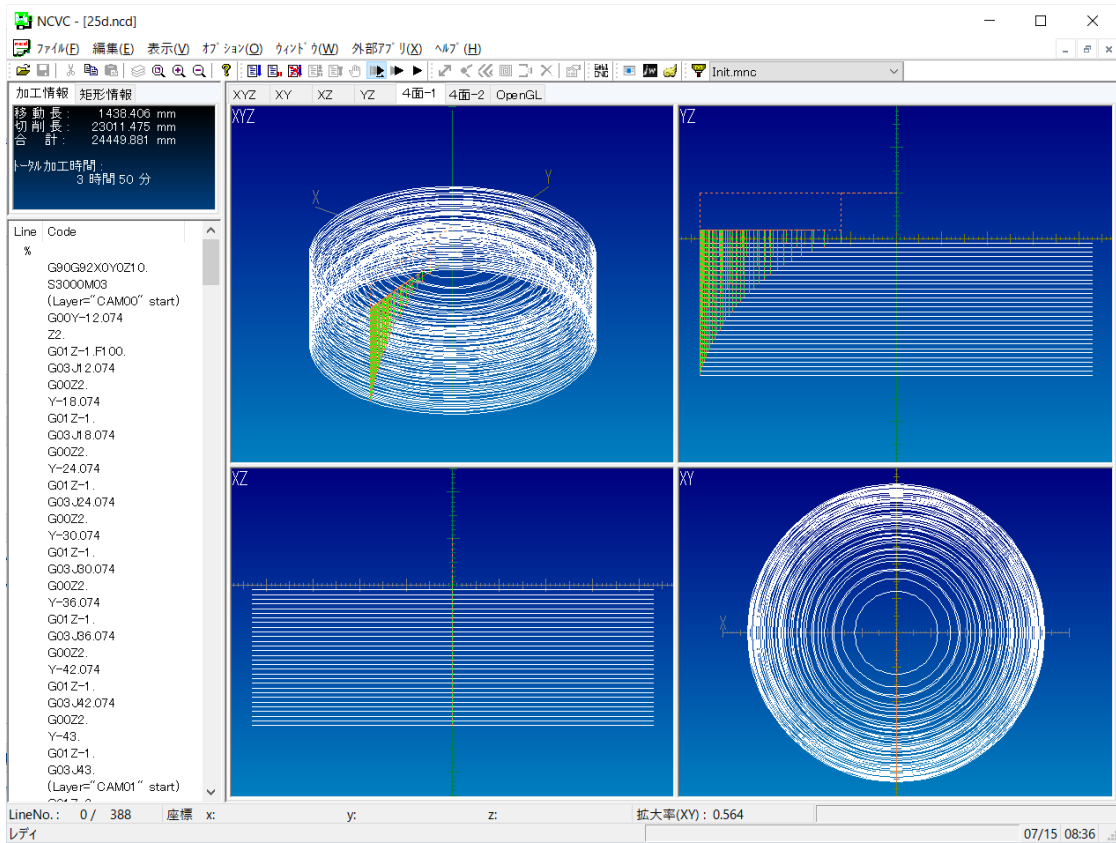 NCVC - [25d.ncd]
ファイル(F) 編集(E) 表示(V) オプション(O) ウィンドウ(W) 外部アプリ(X) ヘルプ(H)
Init.mnc
加工情報 矩形情報
XYZ XY XZ YZ 4面-1 4面-2 OpenGL
移動長: 1438.406 mm
切削長: 23011.475 mm
合 計: 24449.881 mm
トータル加工時間:
3 時間 50 分
Line Code
%
G90G92X0Y0Z10.
S3000M03
(Layer="CAM00" start)
G00Y-12.074
Z2.
G01Z-1.F100.
G03J12.074
G00Z2.
Y-18.074
G01Z-1.
G03J18.074
G00Z2.
Y-24.074
G01Z-1.
G03J24.074
G00Z2.
Y-30.074
G01Z-1.
G03J30.074
G00Z2.
Y-36.074
G01Z-1.
G03J36.074
G00Z2.
Y-42.074
G01Z-1.
G03J42.074
G00Z2.
Y-43.
G01Z-1.
G03J43.
(Layer="CAM01" start)
XYZ
X
Y
YZ
XZ
XY
X
LineNo.: 0/ 388 座標 x: y: z: 拡大率(XY) : 0.564
レディ 07/15 08:36